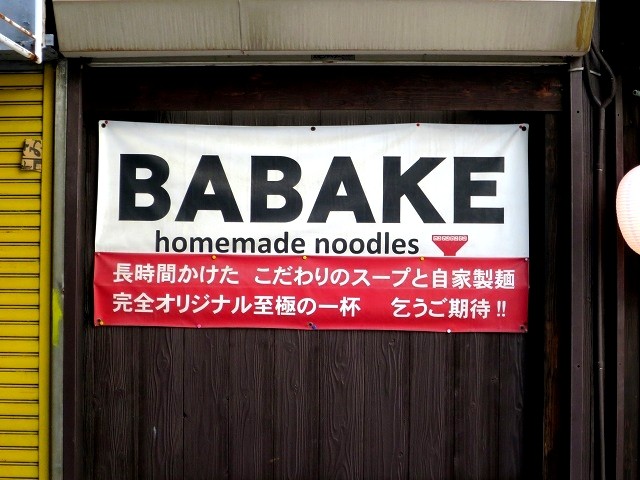 BABAKE
homemade noodles
長時間かけた こだわりのスープと自家製麺
完全オリジナル至極の一杯 乞うご期待!!